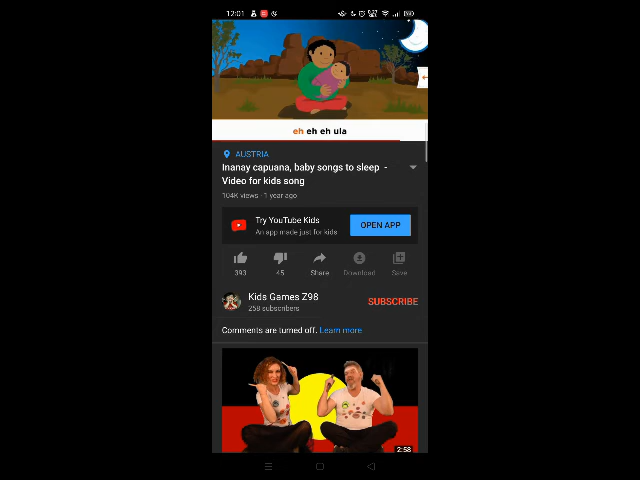 12:01
eh eh eh ula
AUSTRIA
Inanay capuana, baby songs to sleep -
Video for kids song
104K views · 1 year ago
Try YouTube Kids
An app made just for kids
OPEN APP
393
45
Share
Download
Save
Kids Games Z98
258 subscribers
SUBSCRIBE
Comments are turned off. Learn more
2:58